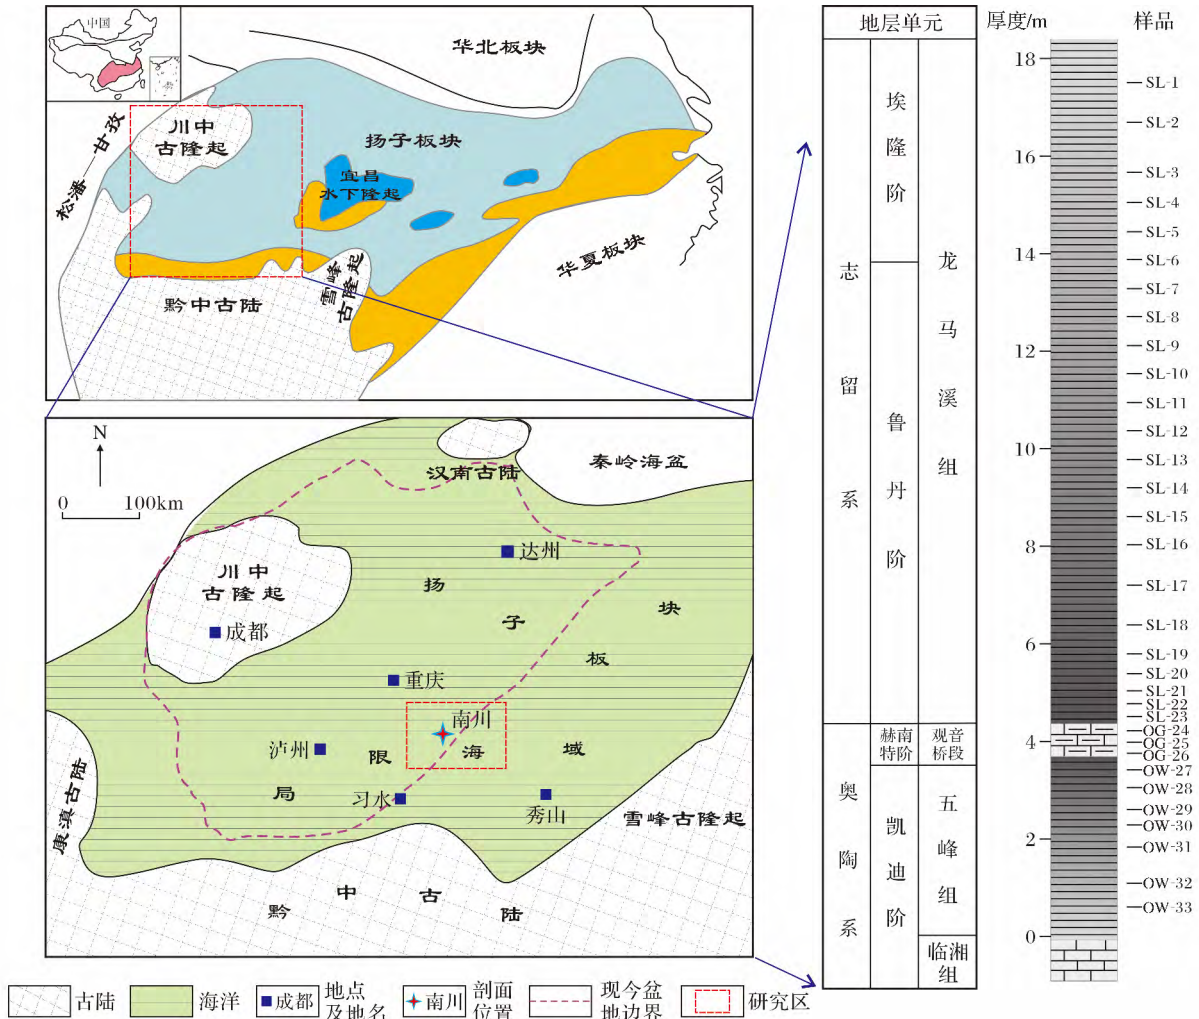 中国
华北板块
川中
古隆起
松潘—甘孜
扬子板块
宜昌
水下隆起
华夏板块
雪峰
古隆起
黔中古陆
N
0 100km
汉南古陆
秦岭海盆
川中
古隆起
成都
达州
扬
子
板
块
重庆
南川
泸州
局
限
海
域
习水
秀山
康滇古陆
雪峰古隆起
黔
中
古
陆
古陆
海洋
成都
地点
及地名
南川
剖面
位置
现今盆
地边界
研究区
地层单元
厚度/m
样品
志
留
系
埃
隆
阶
鲁
丹
阶
龙
马
溪
组
奥
陶
系
赫南
特阶
观音
桥段
凯
迪
阶
五
峰
组
临湘
组
18
16
14
12
10
8
6
4
2
0
SL-1
SL-2
SL-3
SL-4
SL-5
SL-6
SL-7
SL-8
SL-9
SL-10
SL-11
SL-12
SL-13
SL-14
SL-15
SL-16
SL-17
SL-18
SL-19
SL-20
SL-21
SL-22
SL-23
OG-24
OG-25
OG-26
OW-27
OW-28
OW-29
OW-30
OW-31
OW-32
OW-33